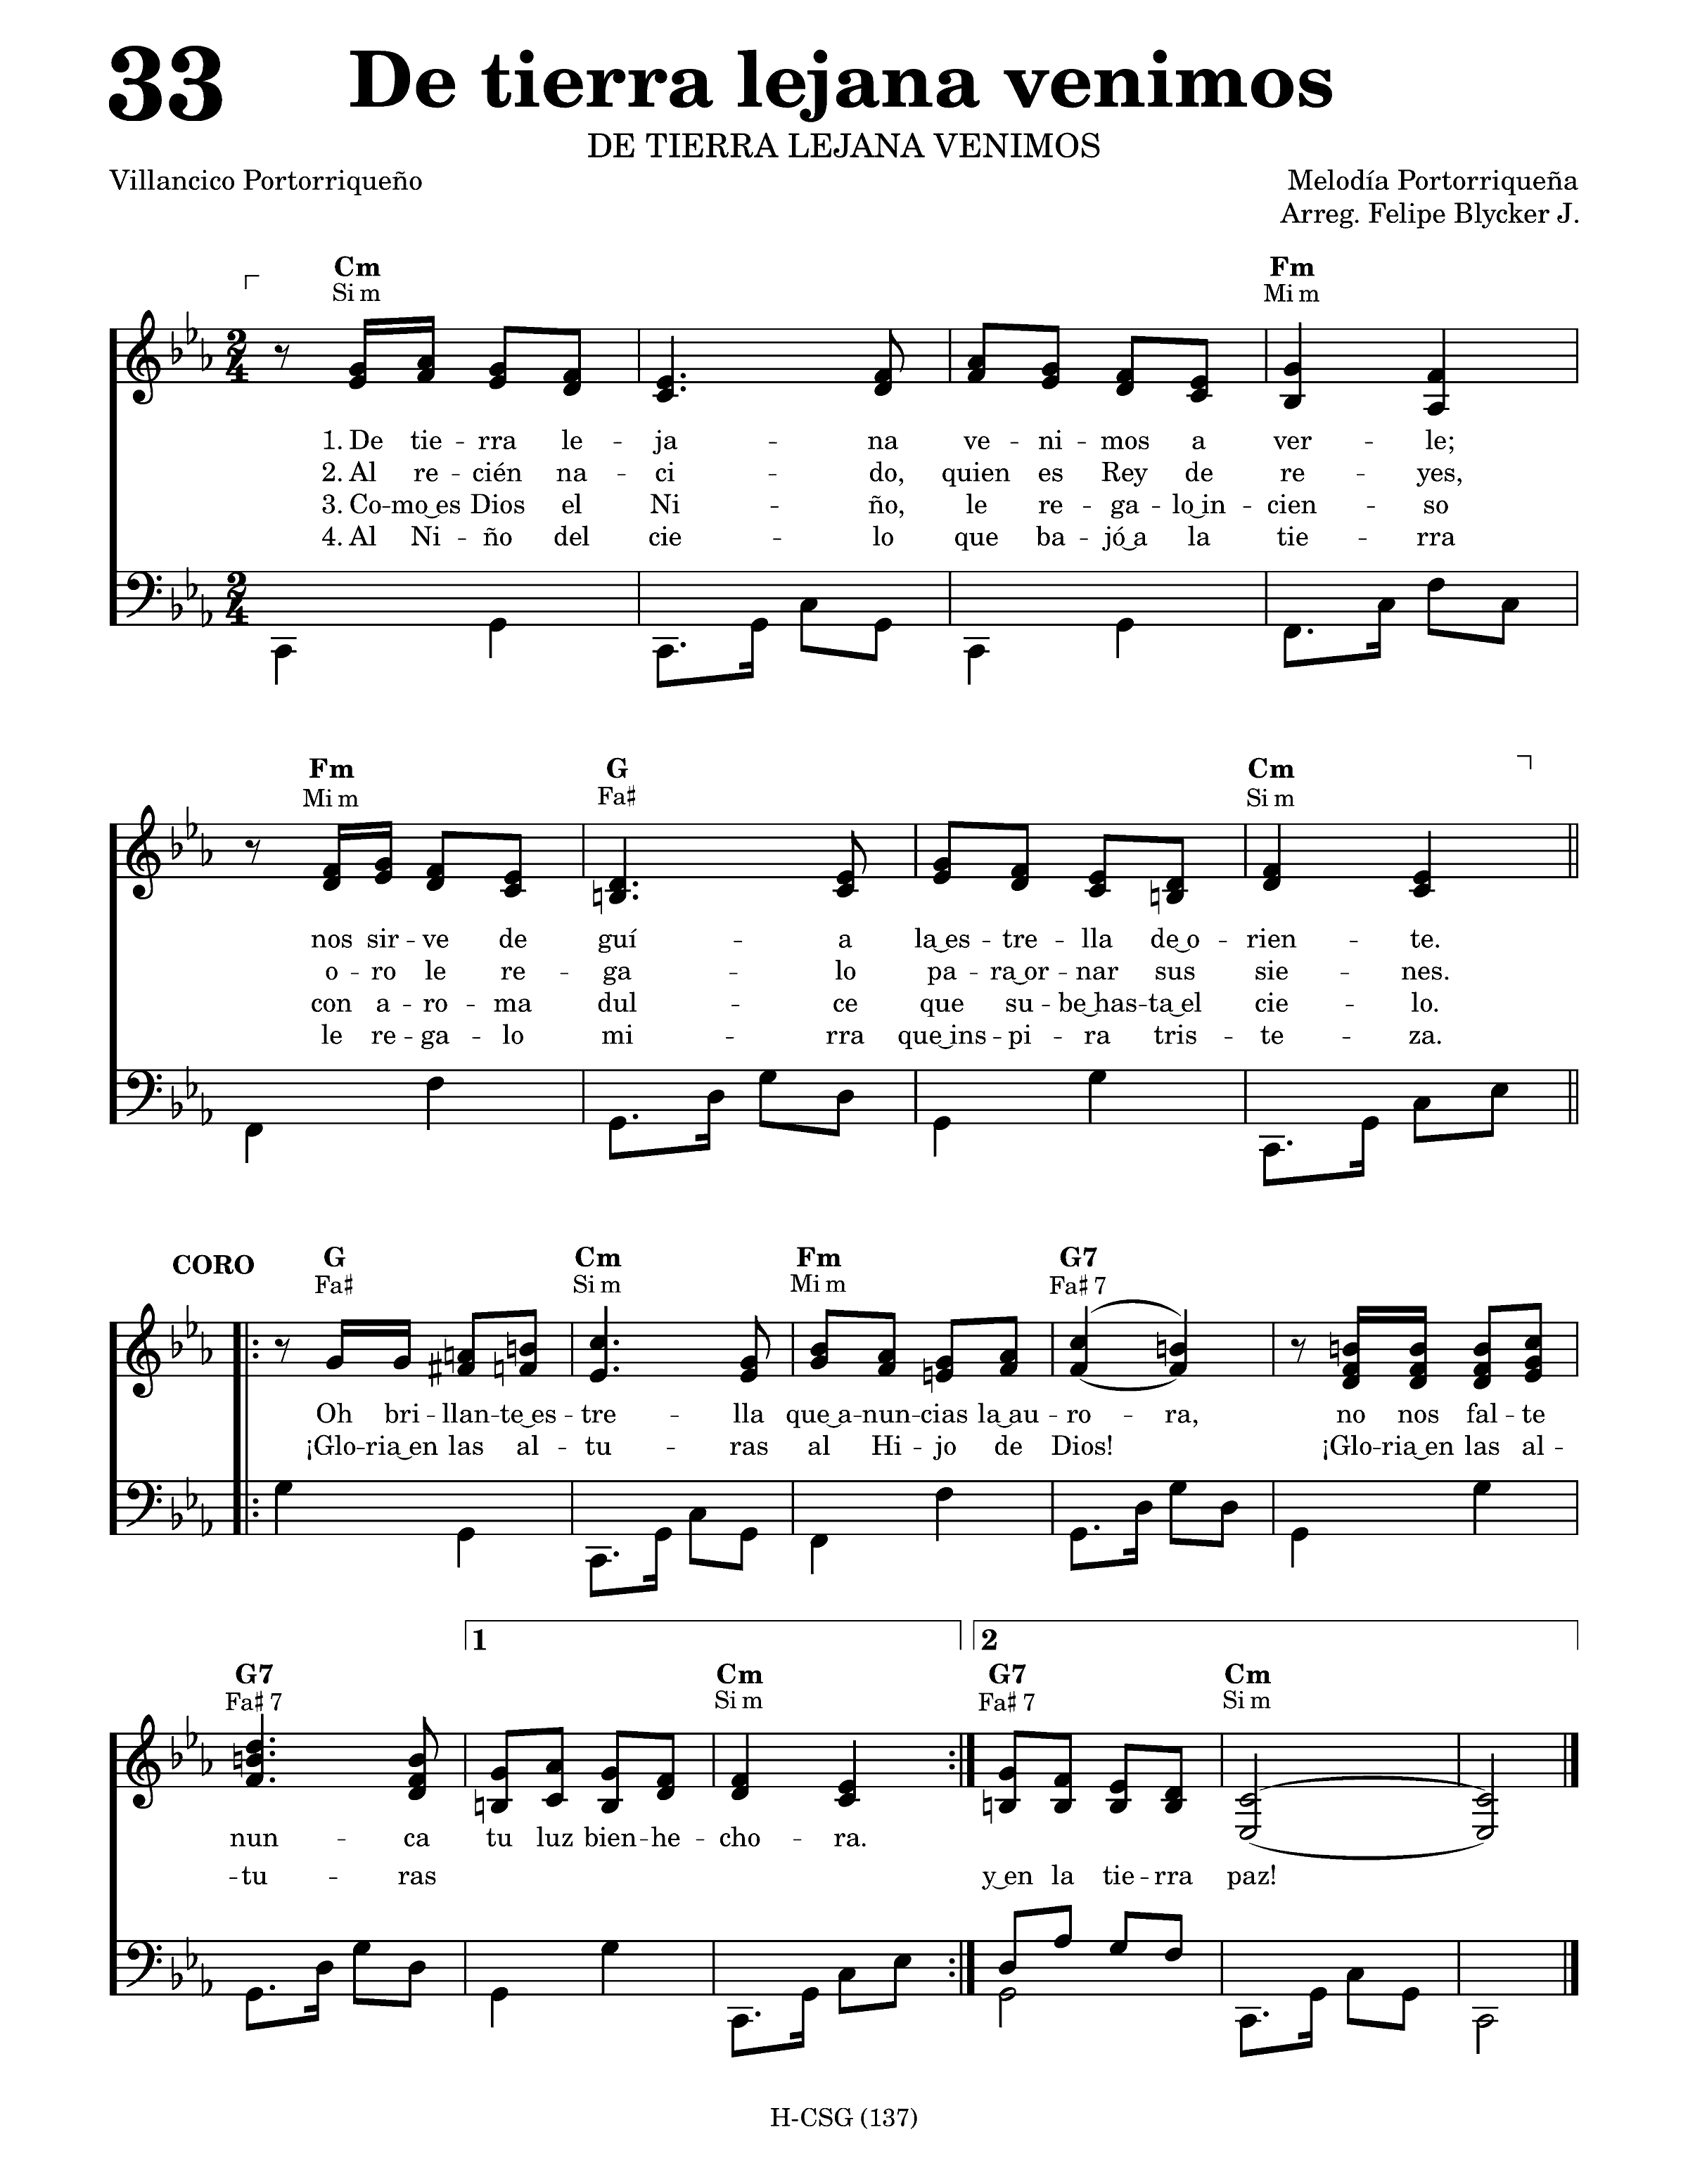 33 De tierra lejana venimos
DE TIERRA LEJANA VENIMOS
Villancico Portorriqueño Melodía Portorriqueña
Arreg. Felipe Blycker J.
Cm Fm
Si m Mi m
1. De tie -- rra le -- ja -- na ve -- ni -- mos a ver -- le;
2. Al re -- cién na -- ci -- do, quien es Rey de re -- yes,
3. Co -- mo es Dios el Ni -- ño, le re -- ga -- lo in -- cien -- so
4. Al Ni -- ño del cie -- lo que ba -- jó a la tie -- rra
Fm G Cm
Mi m Fa♯ Si m
nos sir -- ve de guí -- a la es -- tre -- lla de o -- rien -- te.
o -- ro le re -- ga -- lo pa -- ra or -- nar sus sie -- nes.
con a -- ro -- ma dul -- ce que su -- be has -- ta el cie -- lo.
le re -- ga -- lo mi -- rra que ins -- pi -- ra tris -- te -- za.
CORO G Cm Fm G7
Fa♯ Si m Mi m Fa♯ 7
Oh bri -- llan -- te es -- tre -- lla que a -- nun -- cias la au -- ro -- ra, no nos fal -- te
¡Glo -- ria en las al -- tu -- ras al Hi -- jo de Dios! ¡Glo -- ria en las al --
1 2
G7 Cm G7 Cm
Fa♯ 7 Si m Fa♯ 7 Si m
nun -- ca tu luz bien -- he -- cho -- ra.
-- tu -- ras y en la tie -- rra paz!
H-CSG (137)